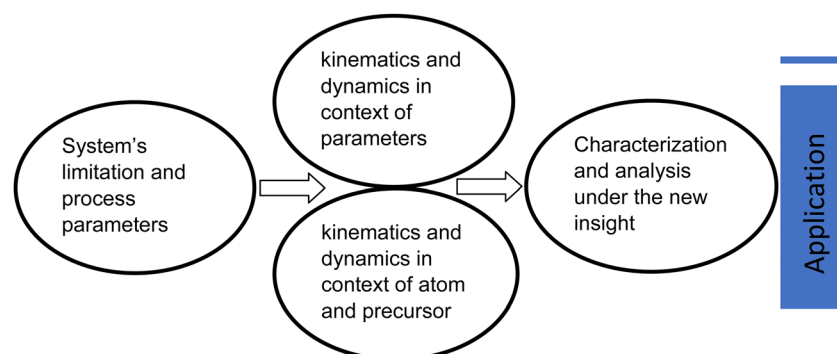 System's
limitation and
process
parameters
kinematics and
dynamics in
context of
parameters
kinematics and
dynamics in
context of atom
and precursor
Characterization
and analysis
under the new
insight
Application